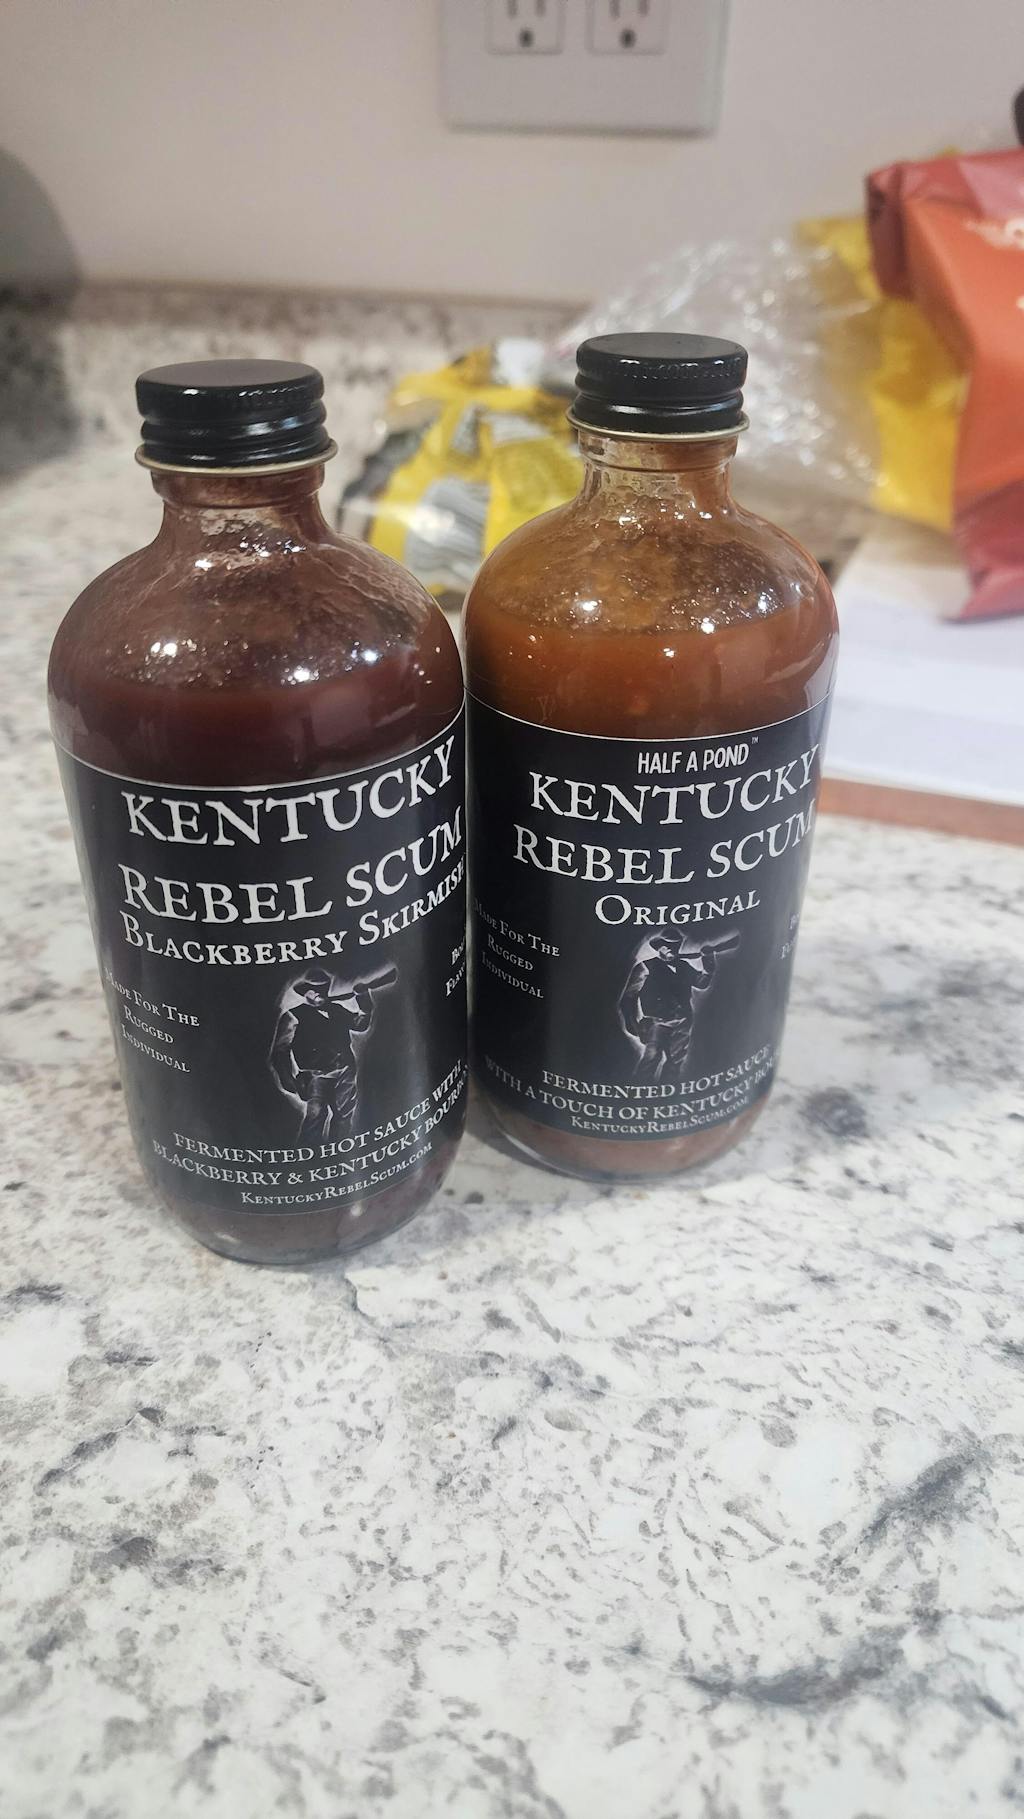 KENTUCKY
REBEL SCUM
BLACKBERRY SKIRMISH
MADE FOR THE
RUGGED
INDIVIDUAL
FERMENTED HOT SAUCE WITH
BLACKBERRY & KENTUCKY BOURBON
KENTUCKYREBELSCUM.COM
HALF A POND™
KENTUCKY
REBEL SCUM
ORIGINAL
MADE FOR THE
RUGGED
INDIVIDUAL
FERMENTED HOT SAUCE
WITH A TOUCH OF KENTUCKY
KENTUCKYREBELSCUM.COM